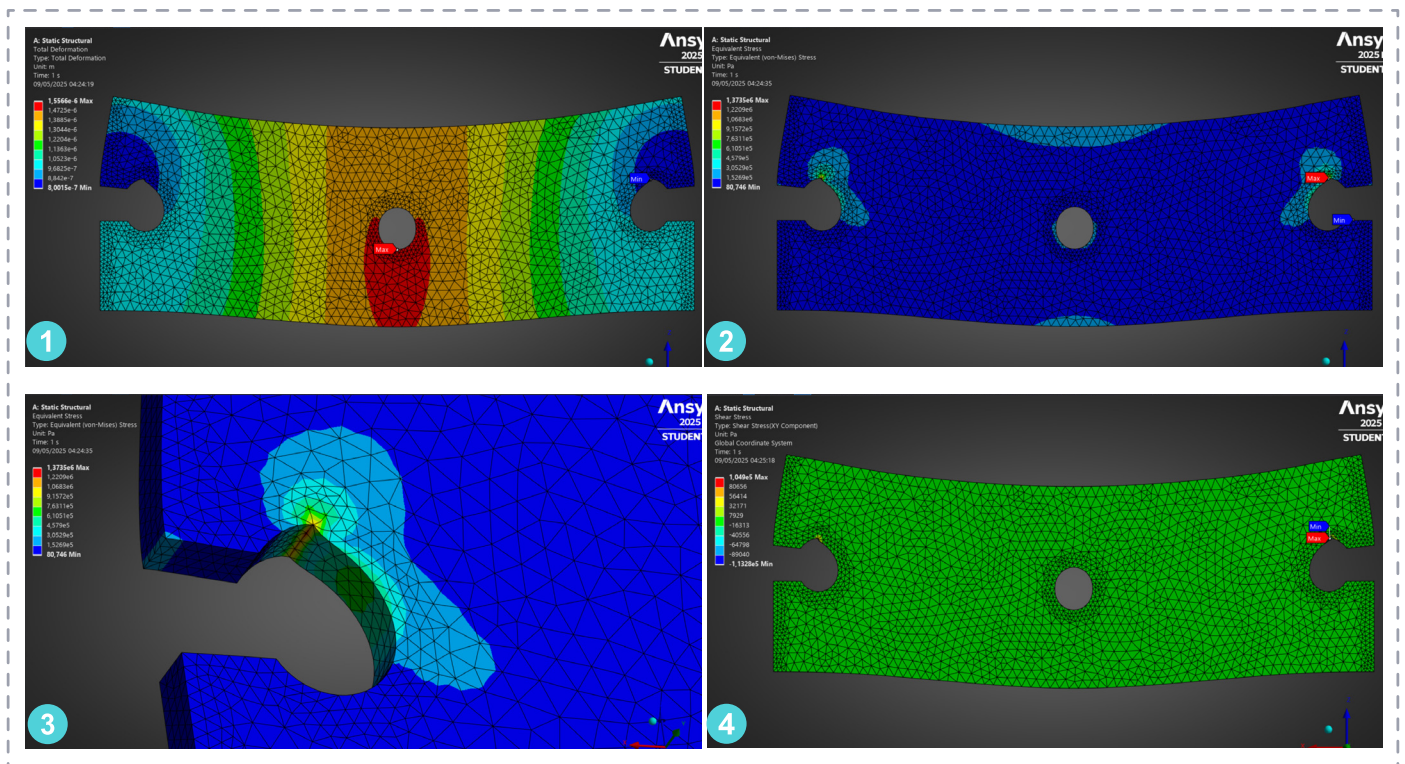 A: Static Structural
Total Deformation
Type: Total Deformation
Unit: m
Time: 1 s
09/05/2025 04:24:19
1,5566e-6 Max
1,4725e-6
1,3885e-6
1,3044e-6
1,2204e-6
1,1363e-6
1,0523e-6
9,6825e-7
8,842e-7
8,0015e-7 Min
Ansy
2025
STUDENT
Min
Max
1
A: Static Structural
Equivalent Stress
Type: Equivalent (von-Mises) Stress
Unit: Pa
Time: 1 s
09/05/2025 04:24:35
1,3735e6 Max
1,2209e6
1,0683e6
9,1572e5
7,6311e5
6,1051e5
4,579e5
3,0529e5
1,5269e5
80,746 Min
Ansy
2025
STUDENT
Max
Min
2
A: Static Structural
Equivalent Stress
Type: Equivalent (von-Mises) Stress
Unit: Pa
Time: 1 s
09/05/2025 04:24:35
1,3735e6 Max
1,2209e6
1,0683e6
9,1572e5
7,6311e5
6,1051e5
4,579e5
3,0529e5
1,5269e5
80,746 Min
Ansy
2025
STUDEN
3
A: Static Structural
Shear Stress
Type: Shear Stress(XY Component)
Unit: Pa
Global Coordinate System
Time: 1 s
09/05/2025 04:25:18
1,049e5 Max
80656
56414
32171
7929
-16313
-40556
-64798
-89040
-1,1328e5 Min
Ansy
2025
STUDEN
Min
Max
4